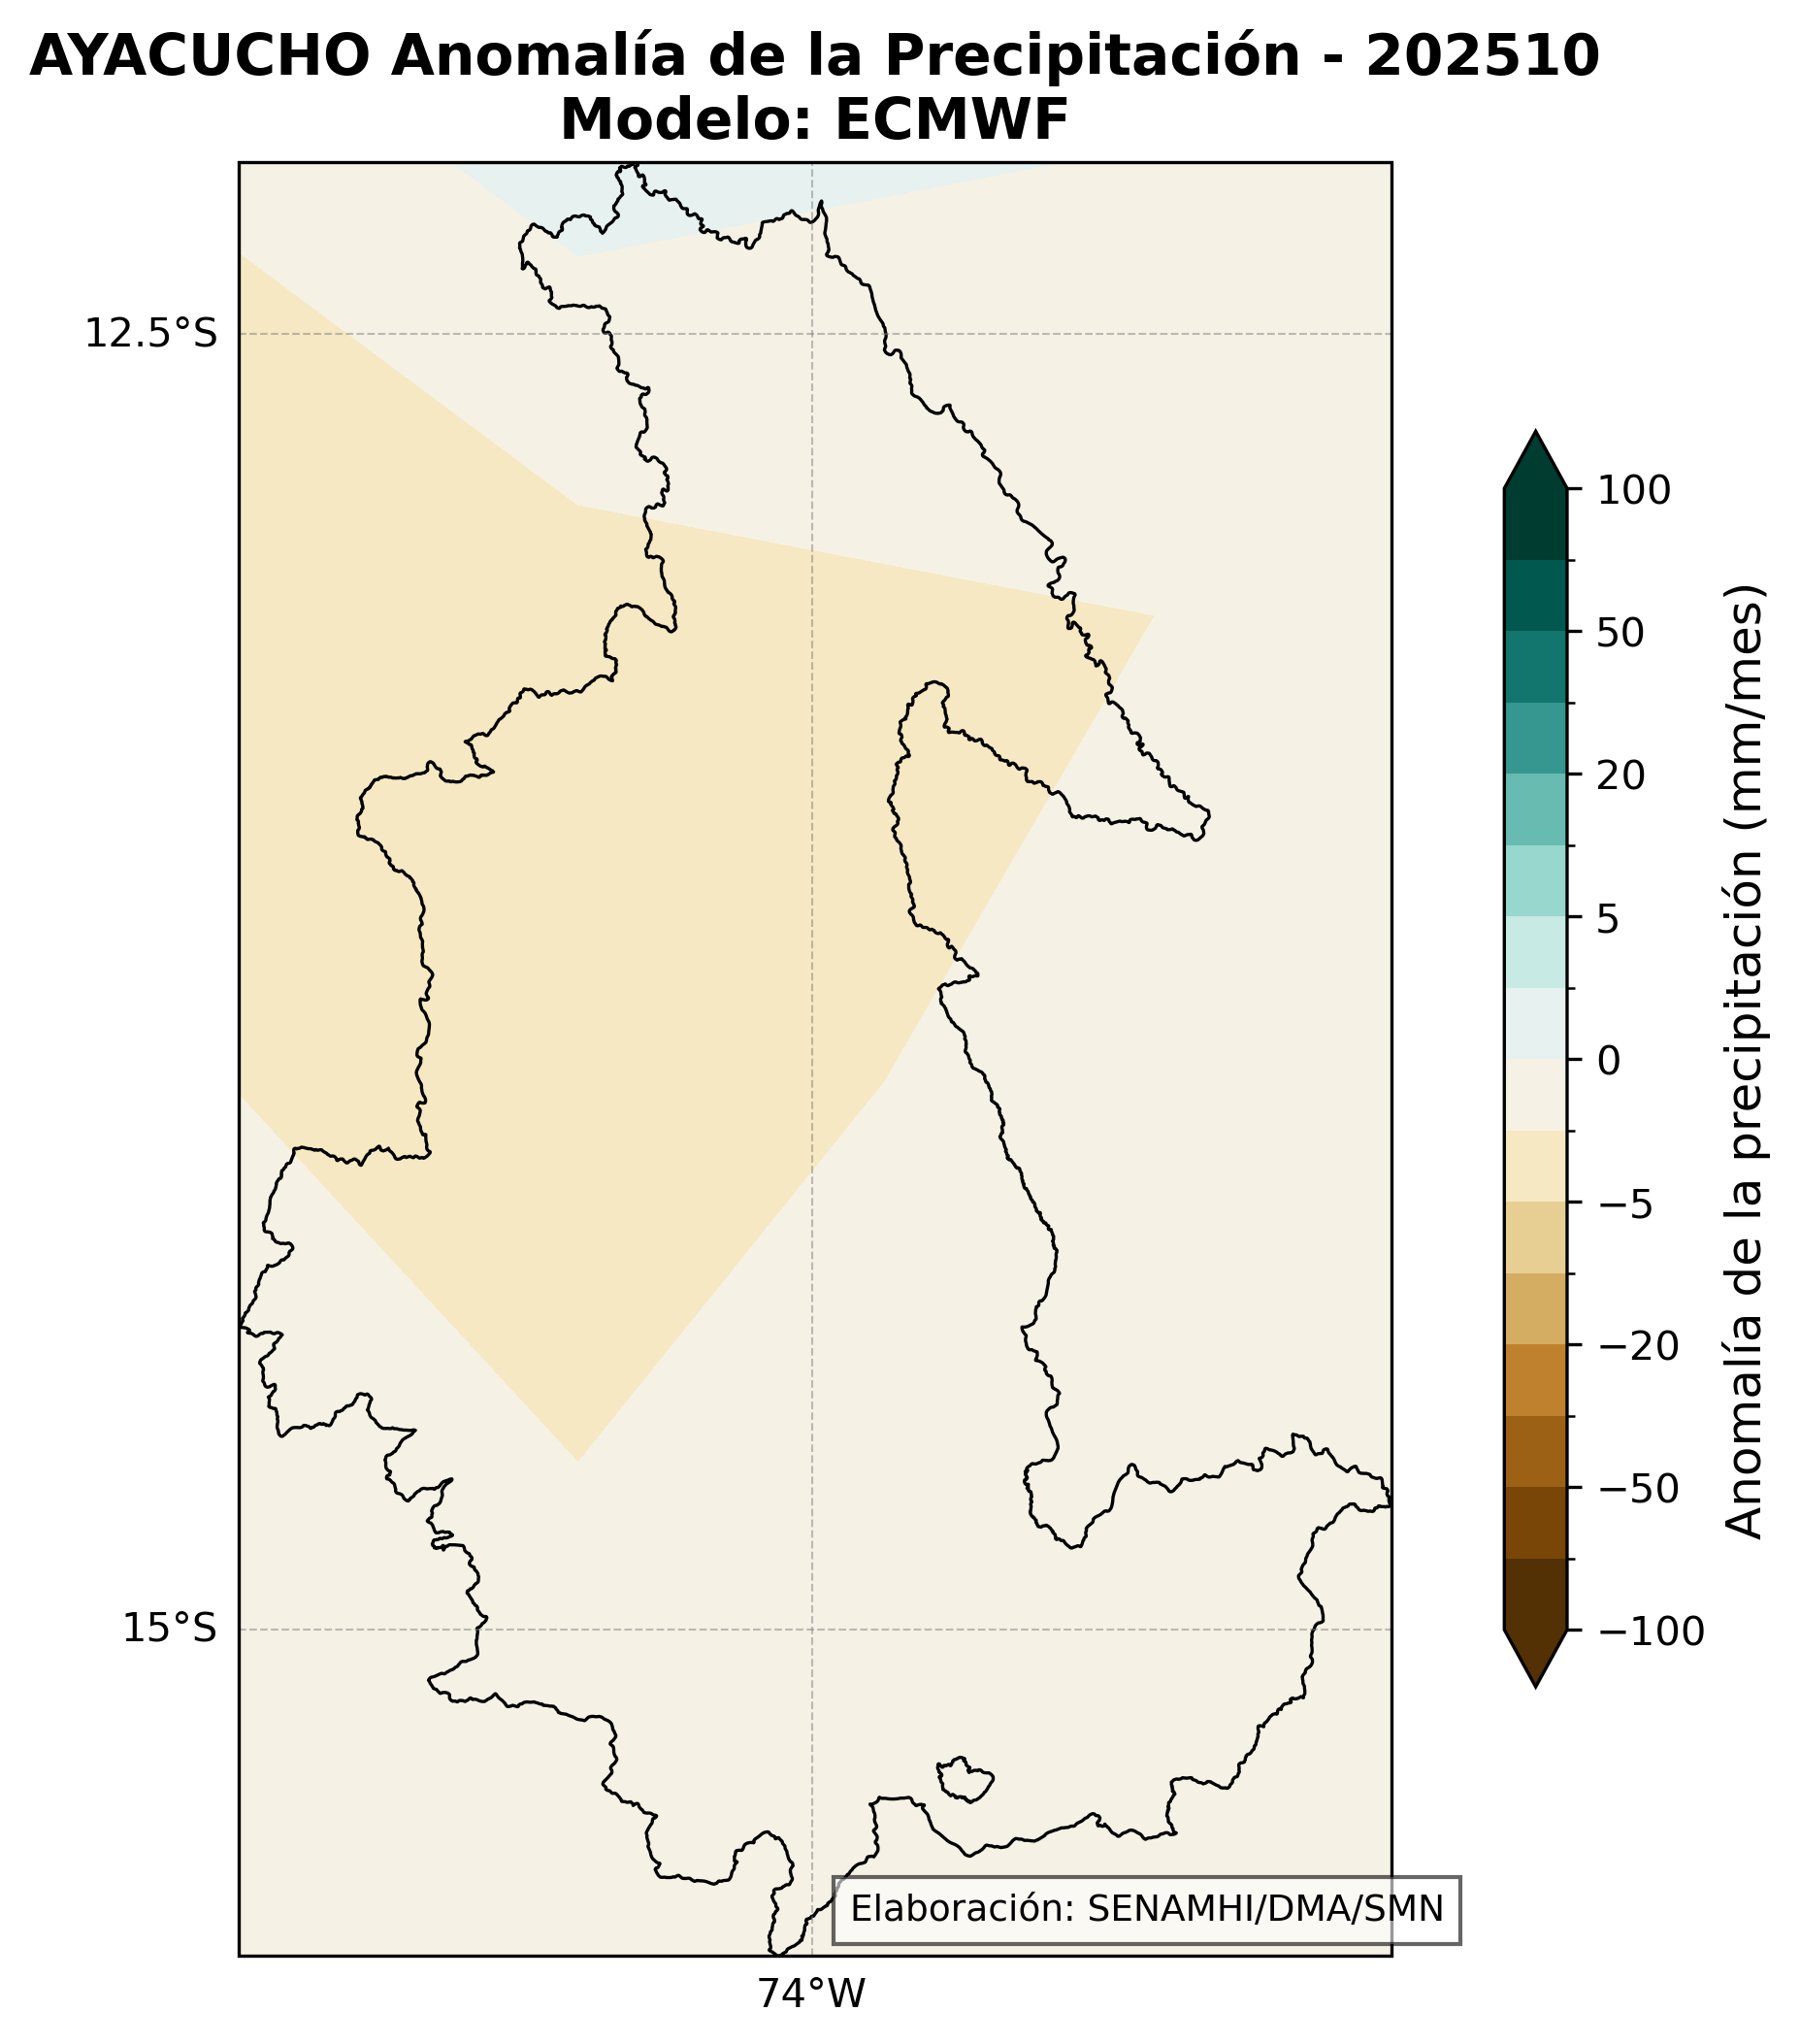 AYACUCHO Anomalía de la Precipitación - 202510
Modelo: ECMWF
12.5°S
15°S
74°W
100
50
20
5
0
−5
−20
−50
−100
Anomalía de la precipitación (mm/mes)
Elaboración: SENAMHI/DMA/SMN